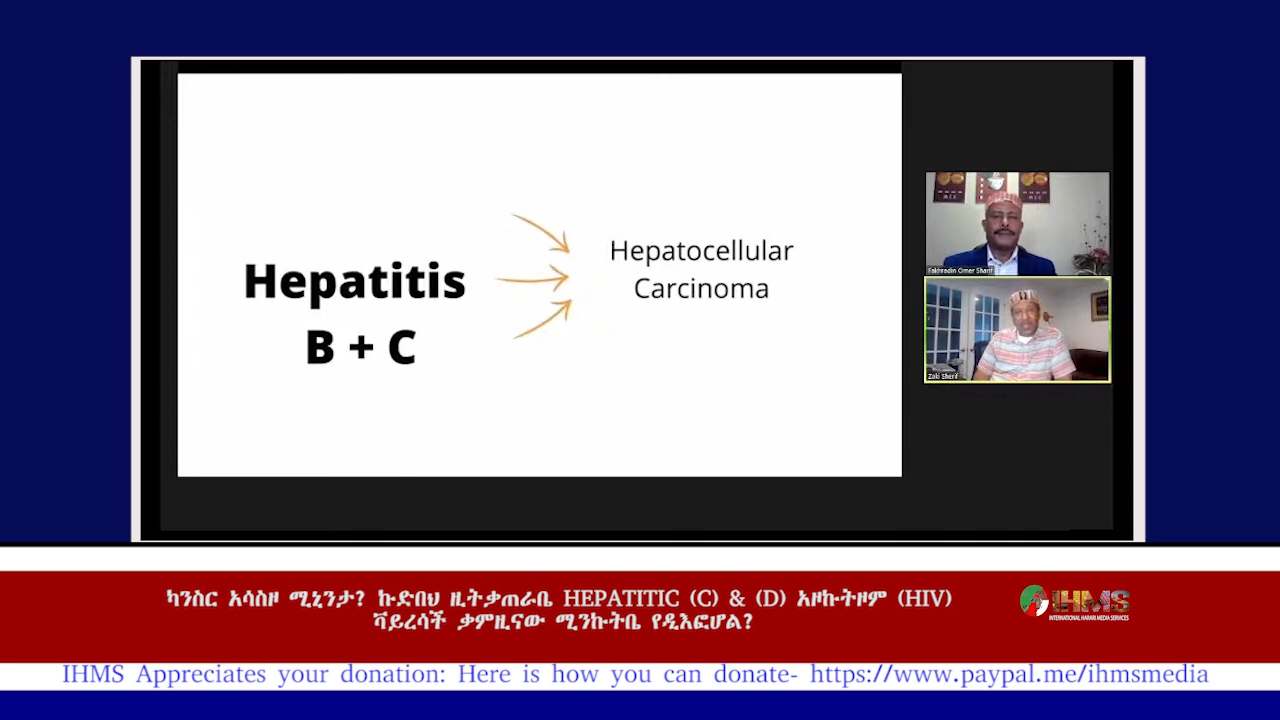 Hepatitis
B + C
Hepatocellular
Carcinoma
Fakhradin Omer Sharif
Zaki Sherif
ካንስር አሳስዞ ሚኒንታ? ኩድበህ ዚትቃጠራቤ HEPATITIC (C) & (D) አዞኩትዞም (HIV)
ቫይረሳች ቃምዚናው ሚንኩትቤ የዲእፎሆል?
IHMS
INTERNATIONAL HARARI MEDIA SERVICES
IHMS Appreciates your donation: Here is how you can donate- https://www.paypal.me/ihmsmedia